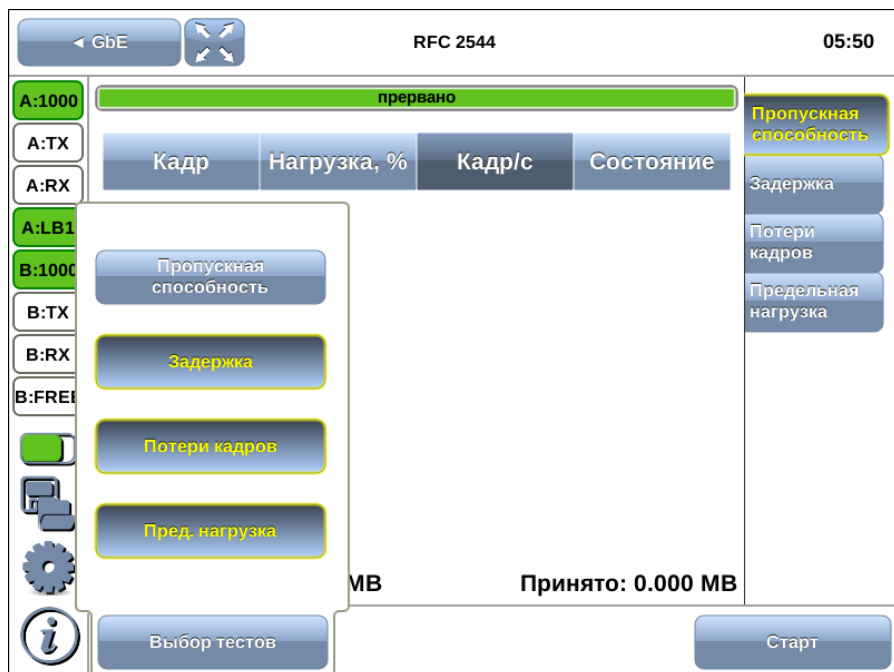 ◄ GbE
RFC 2544
05:50
A:1000
прервано
Пропускная
способность
A:TX
Кадр
Нагрузка, %
Кадр/с
Состояние
A:RX
Задержка
A:LB1
Потери
кадров
B:1000
Пропускная
способность
Предельная
нагрузка
B:TX
B:RX
Задержка
B:FREE
Потери кадров
Пред. нагрузка
MB
Принято: 0.000 MB
i
Выбор тестов
Старт